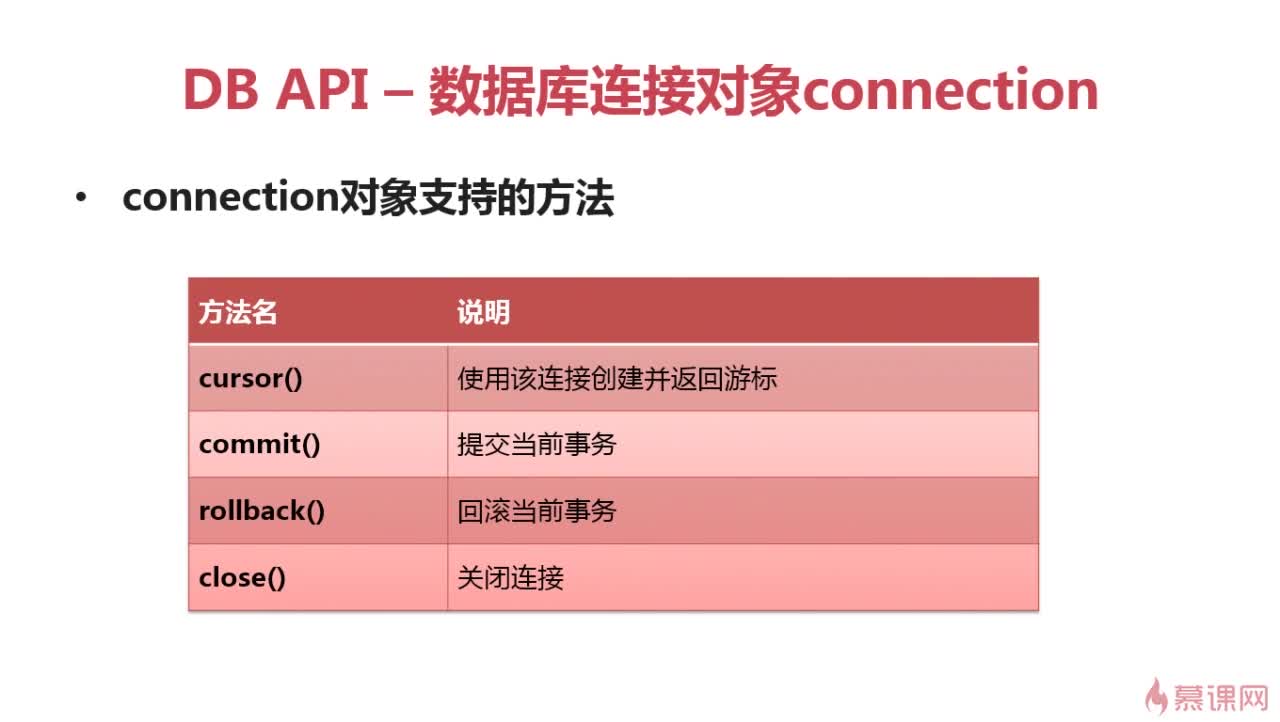 DB API – 数据库连接对象connection
• connection对象支持的方法
方法名 说明
cursor() 使用该连接创建并返回游标
commit() 提交当前事务
rollback() 回滚当前事务
close() 关闭连接
慕课网